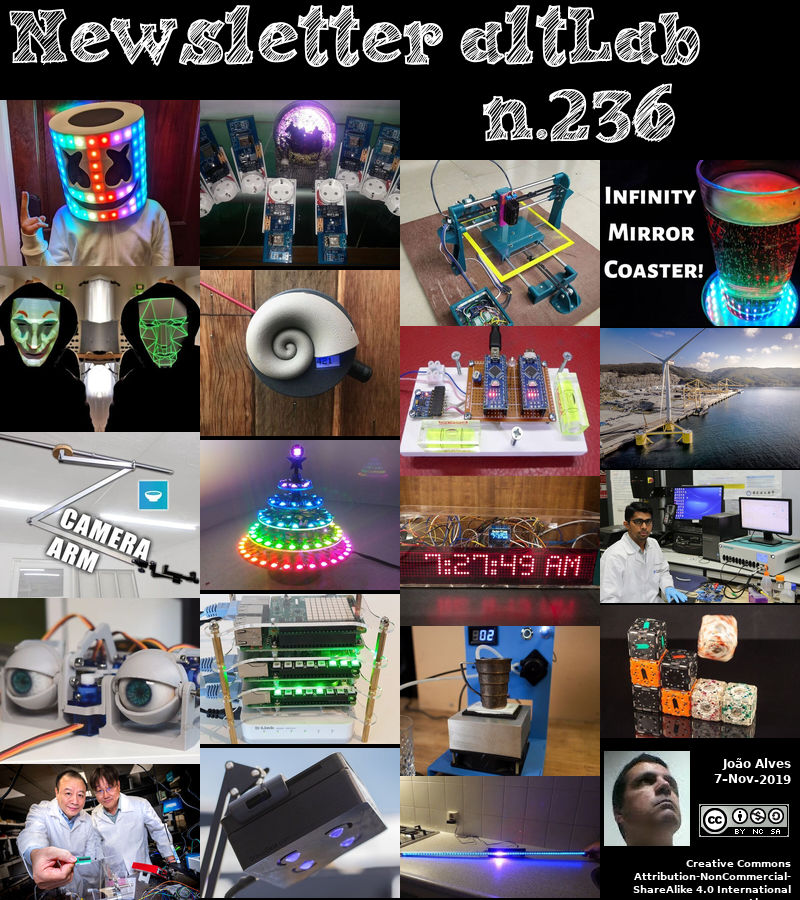 Newsletter altLab
n.236
INFINITY
MIRROR
COASTER!
CAMERA
ARM
7:27:49 AM
02
João Alves
7-Nov-2019
cc
BY NC SA
Creative Commons
Attribution-NonCommercial-
ShareAlike 4.0 International